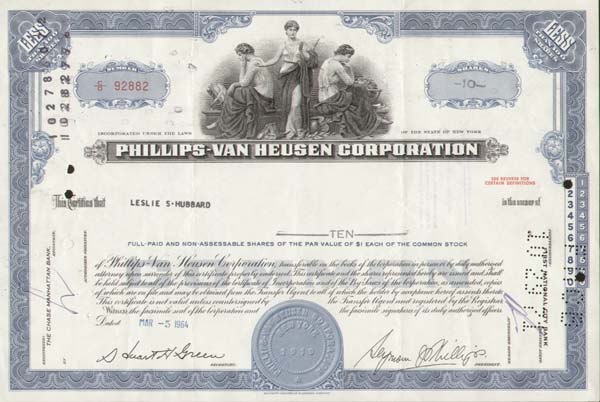 LESS
NUMBER
92882
SHARES
-10-
INCORPORATED UNDER THE LAWS
OF THE STATE OF NEW YORK
PHILLIPS-VAN HEUSEN CORPORATION
SEE REVERSE FOR
CERTAIN DEFINITIONS
This Certifies that
LESLIE S. HUBBARD
is the owner of
TEN
FULL-PAID AND NON-ASSESSABLE SHARES OF THE PAR VALUE OF $1 EACH OF THE COMMON STOCK
of Phillips-Van Heusen Corporation, transferable on the books of the corporation in person or by duly authorized
attorney upon surrender of this certificate properly endorsed. This certificate and the shares represented hereby are issued and shall
be held subject to all of the provisions of the Certificate of Incorporation and of the By-Laws of the Corporation, as amended, copies
of which are on file and may be obtained from the Transfer Agent to all of which the holder by acceptance hereof assents thereto.
This certificate is not valid unless countersigned by the Transfer Agent and registered by the Registrar.
Witness the facsimile seal of the corporation and the facsimile signatures of its duly authorized officers.
Dated
MAR -5 1964
THE CHASE MANHATTAN BANK
FIRST NATIONAL CITY BANK
Stuart H. Green
Seymour J. Phillips
1919